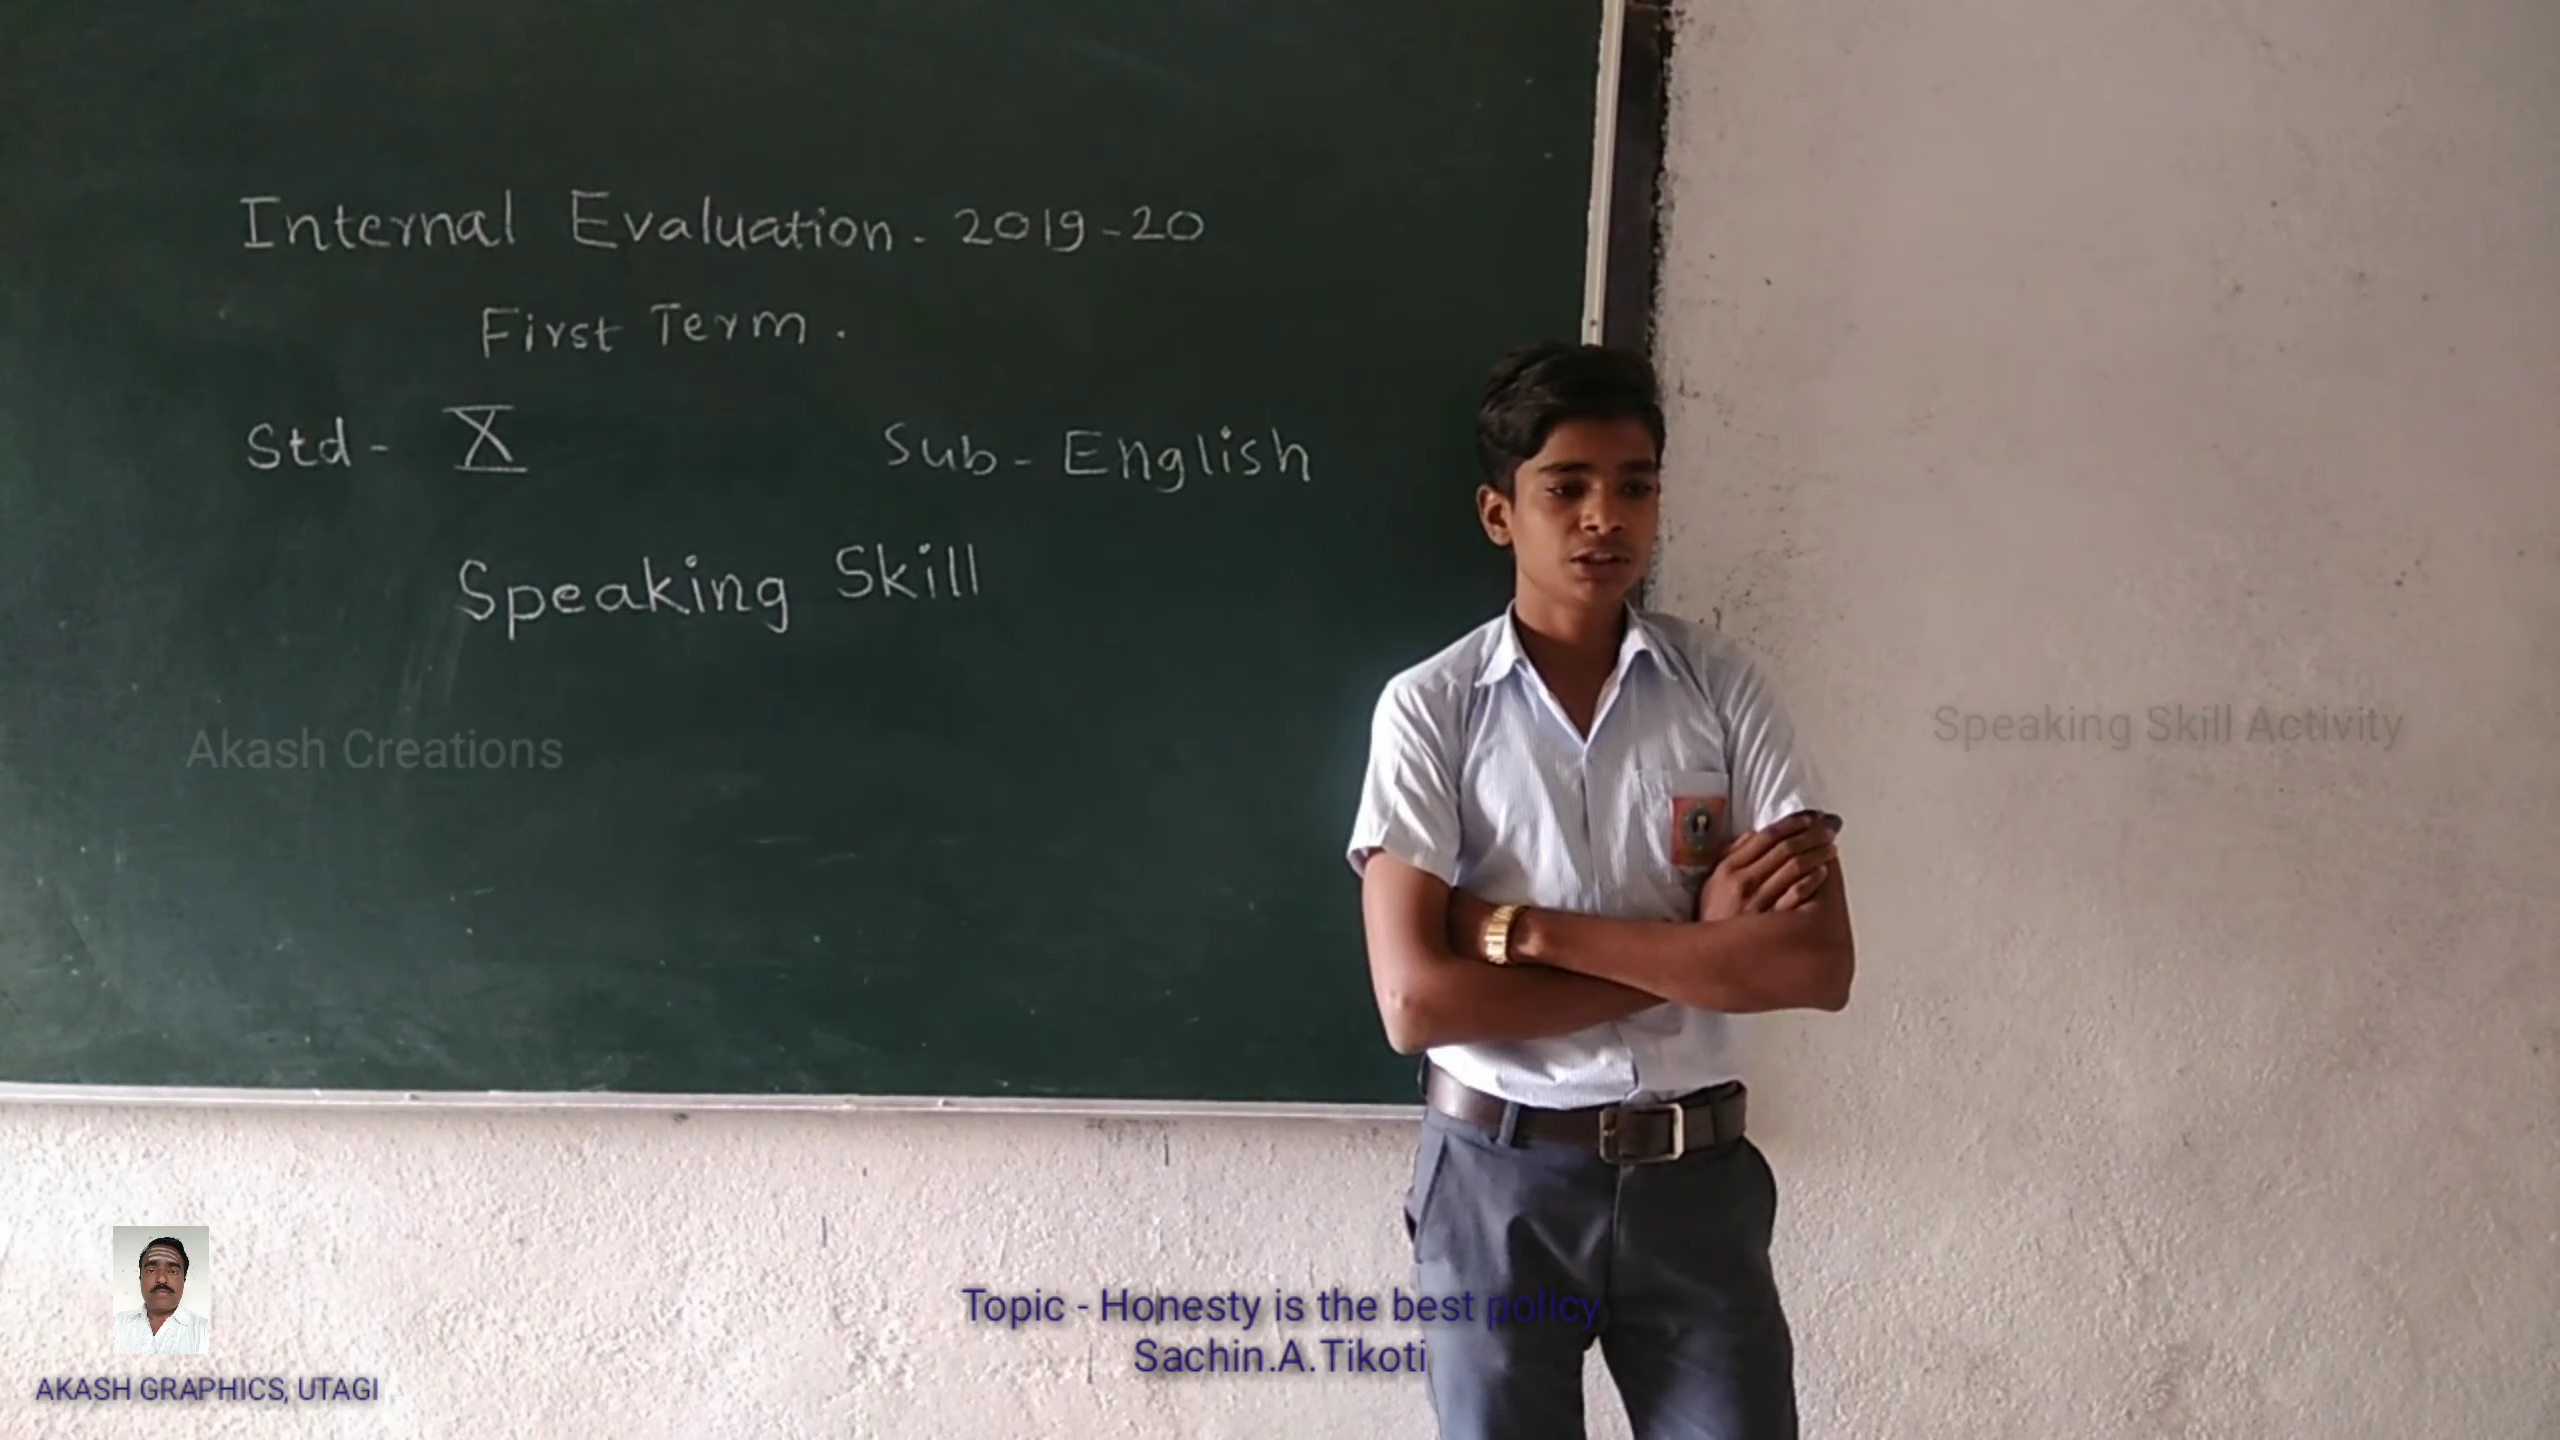 Internal Evaluation. 2019-20
First Term.
Std - X
Sub - English
Speaking Skill
Akash Creations
Speaking Skill Activity
Topic - Honesty is the best policy
Sachin.A.Tikoti
AKASH GRAPHICS, UTAGI